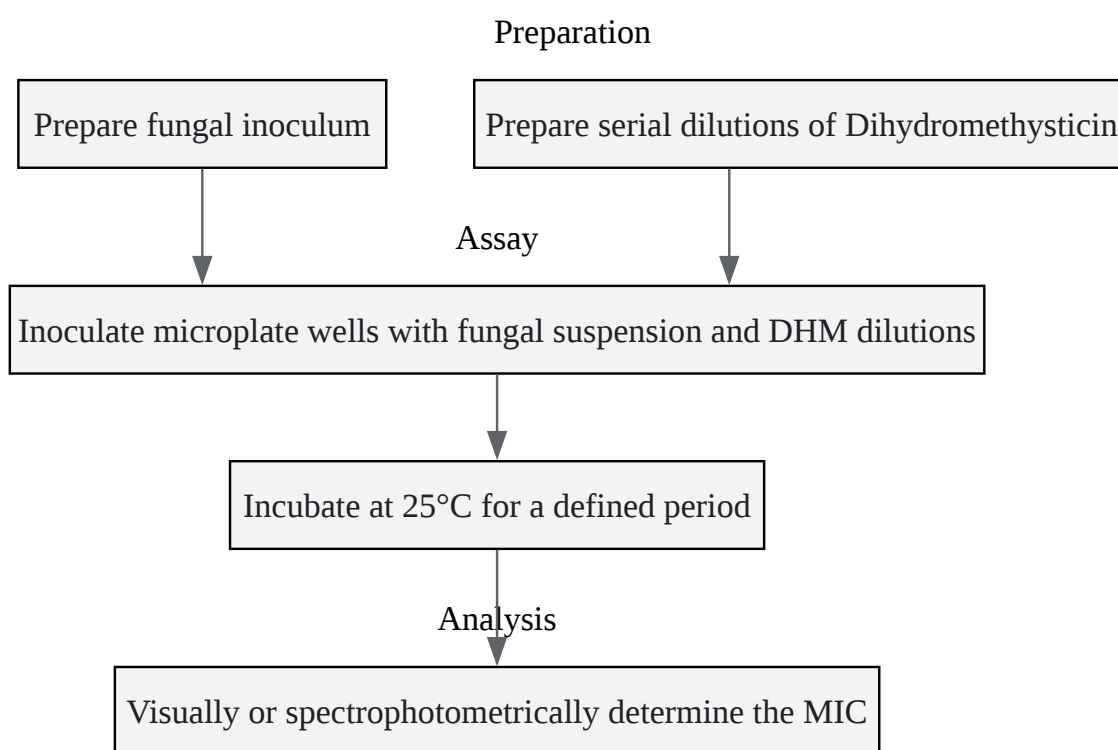 Preparation
Prepare fungal inoculum
Prepare serial dilutions of Dihydromethysticin
Assay
Inoculate microplate wells with fungal suspension and DHM dilutions
Incubate at 25°C for a defined period
Analysis
Visually or spectrophotometrically determine the MIC